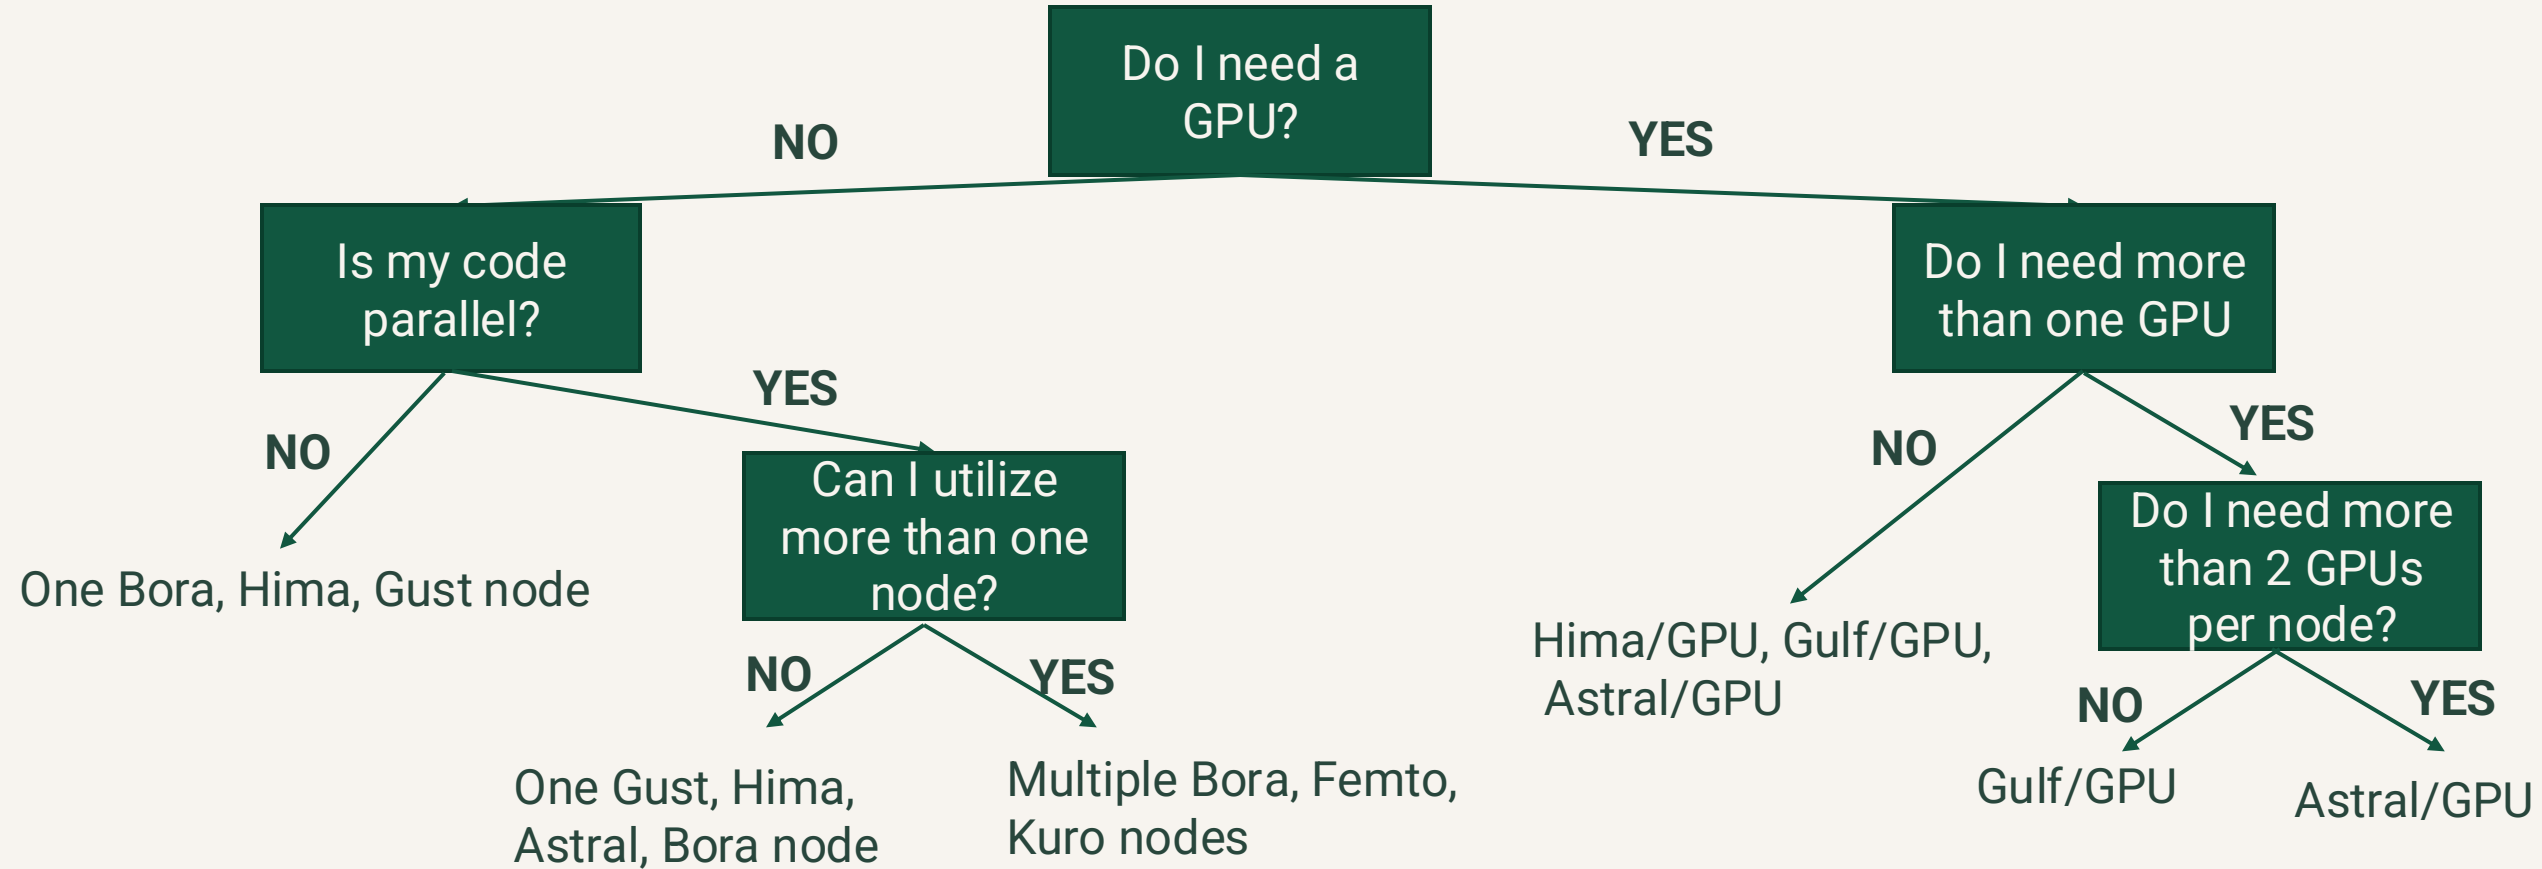 Do I need a
GPU?
NO
YES
Is my code
parallel?
Do I need more
than one GPU
NO
YES
NO
YES
Can I utilize
more than one
node?
Do I need more
than 2 GPUs
per node?
One Bora, Hima, Gust node
Hima/GPU, Gulf/GPU,
Astral/GPU
NO
YES
NO
YES
One Gust, Hima,
Astral, Bora node
Multiple Bora, Femto,
Kuro nodes
Gulf/GPU
Astral/GPU